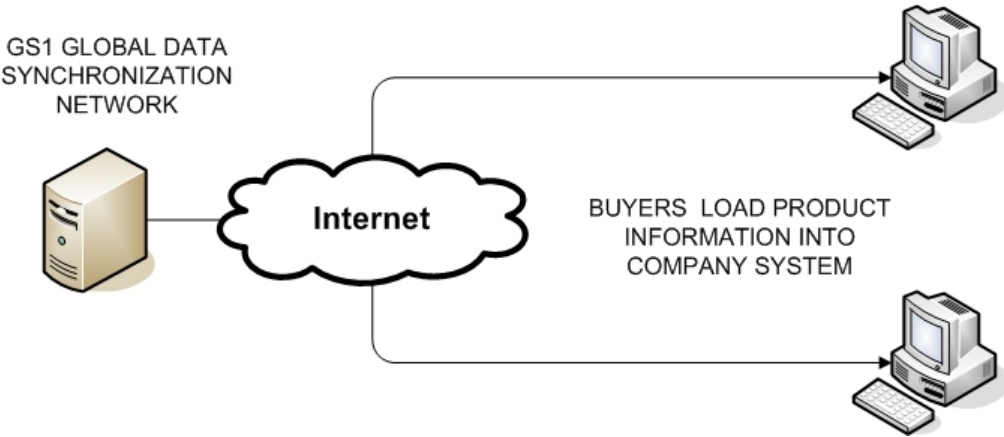 GS1 GLOBAL DATA
SYNCHRONIZATION
NETWORK
Internet
BUYERS LOAD PRODUCT
INFORMATION INTO
COMPANY SYSTEM